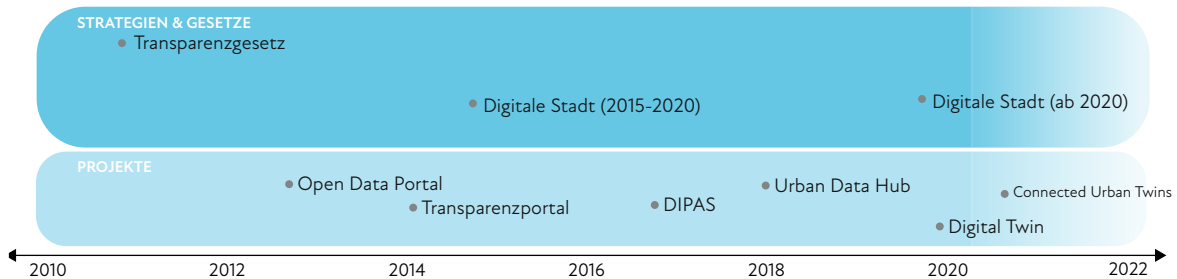 STRATEGIEN & GESETZE
Transparenzgesetz
Digitale Stadt (2015-2020)
Digitale Stadt (ab 2020)
PROJEKTE
Open Data Portal
Transparenzportal
DIPAS
Urban Data Hub
Connected Urban Twins
Digital Twin
2010 2012 2014 2016 2018 2020 2022